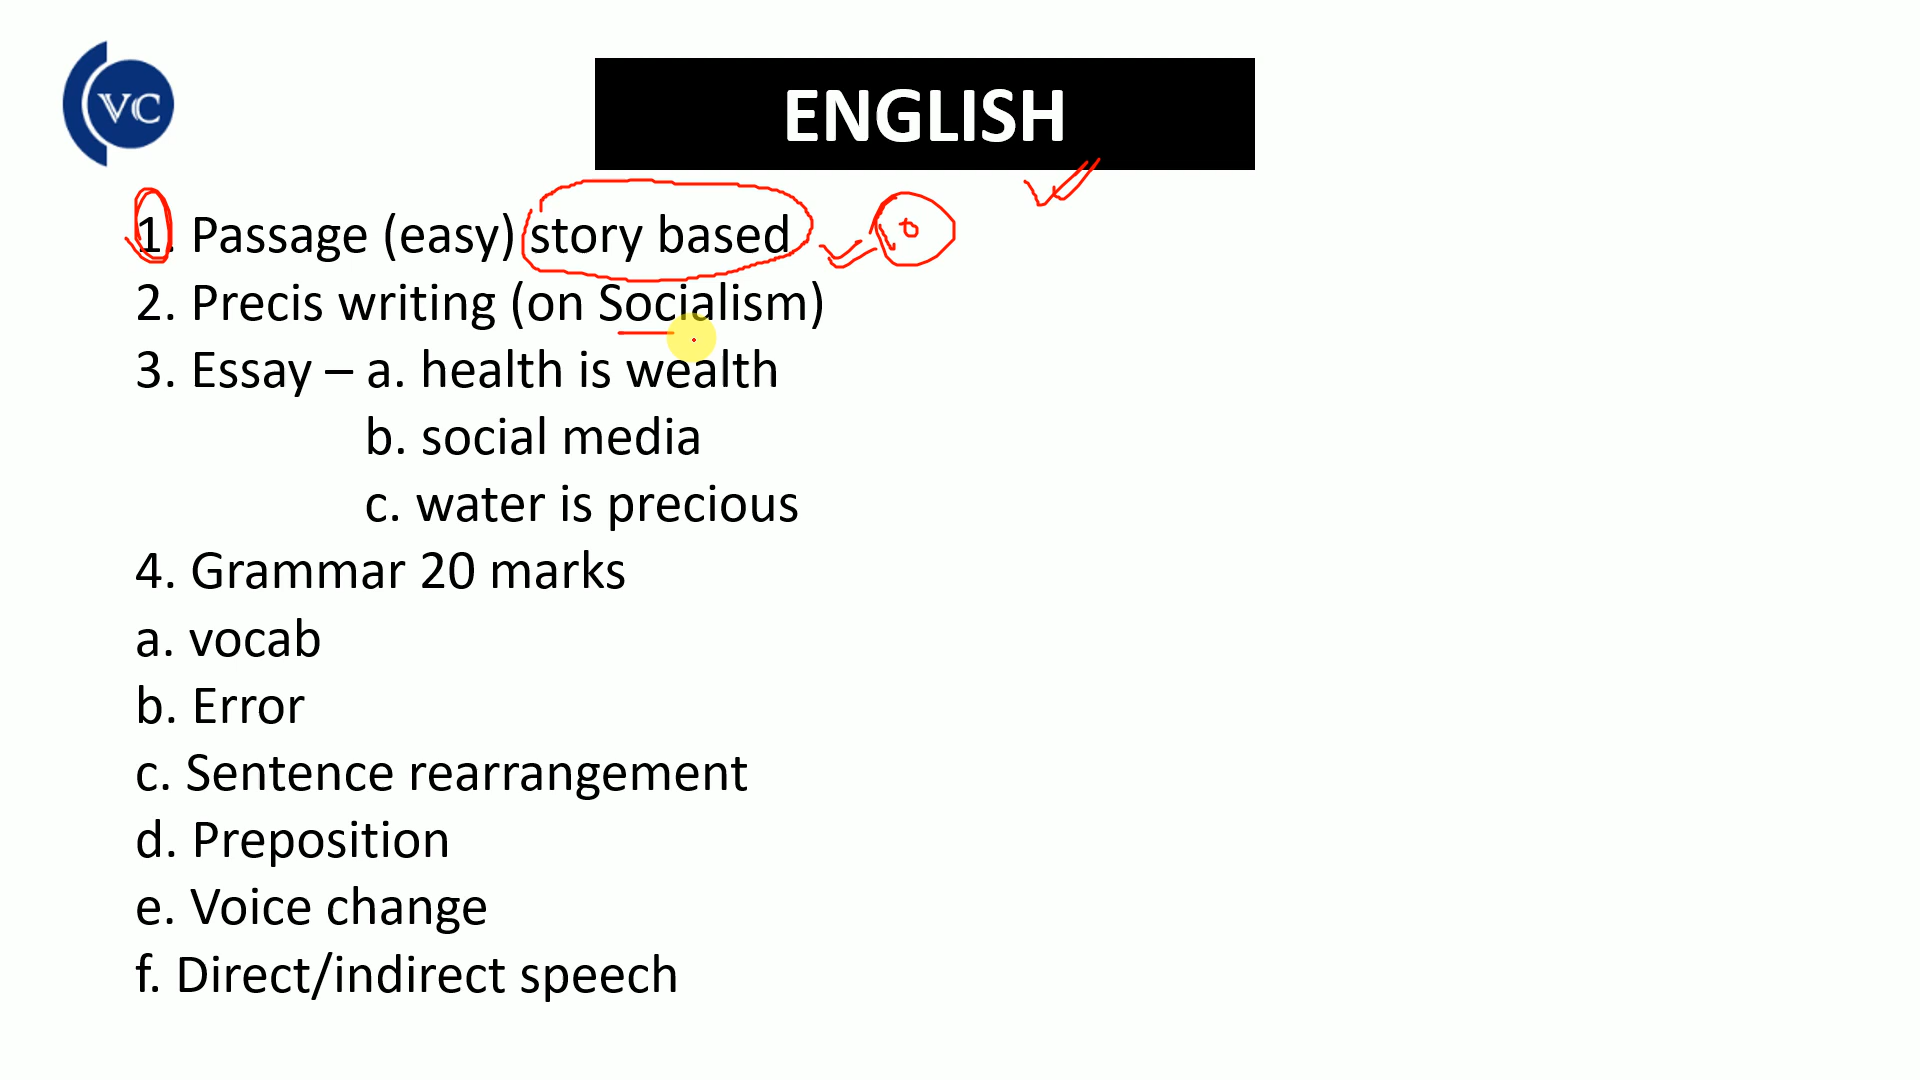 VC
ENGLISH
1. Passage (easy) story based
2. Precis writing (on Socialism)
3. Essay – a. health is wealth
b. social media
c. water is precious
4. Grammar 20 marks
a. vocab
b. Error
c. Sentence rearrangement
d. Preposition
e. Voice change
f. Direct/indirect speech